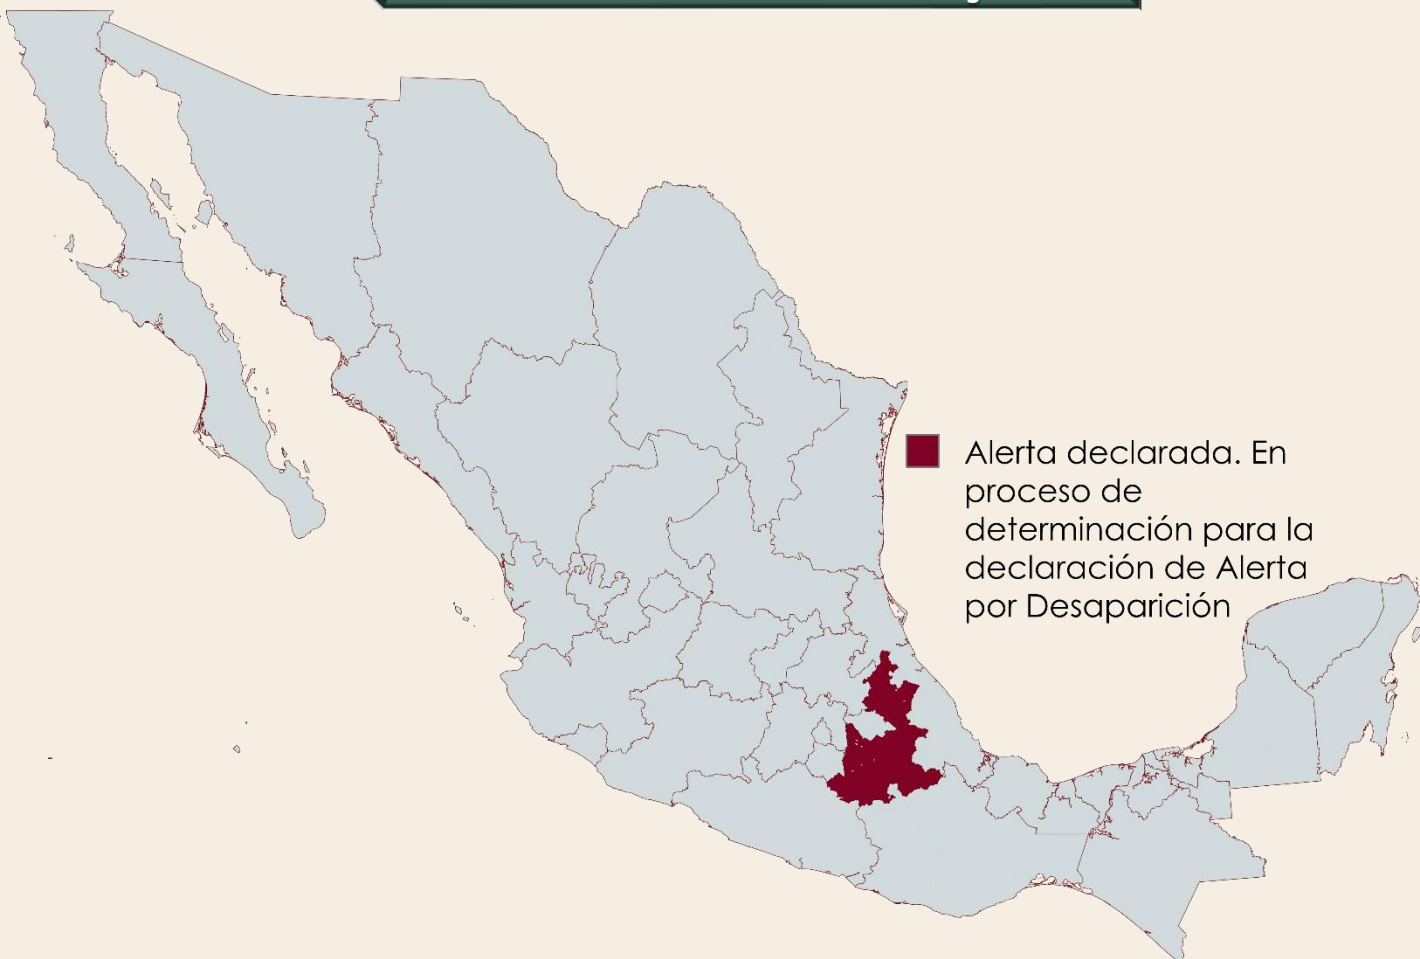 Alerta declarada. En
proceso de
determinación para la
declaración de Alerta
por Desaparición